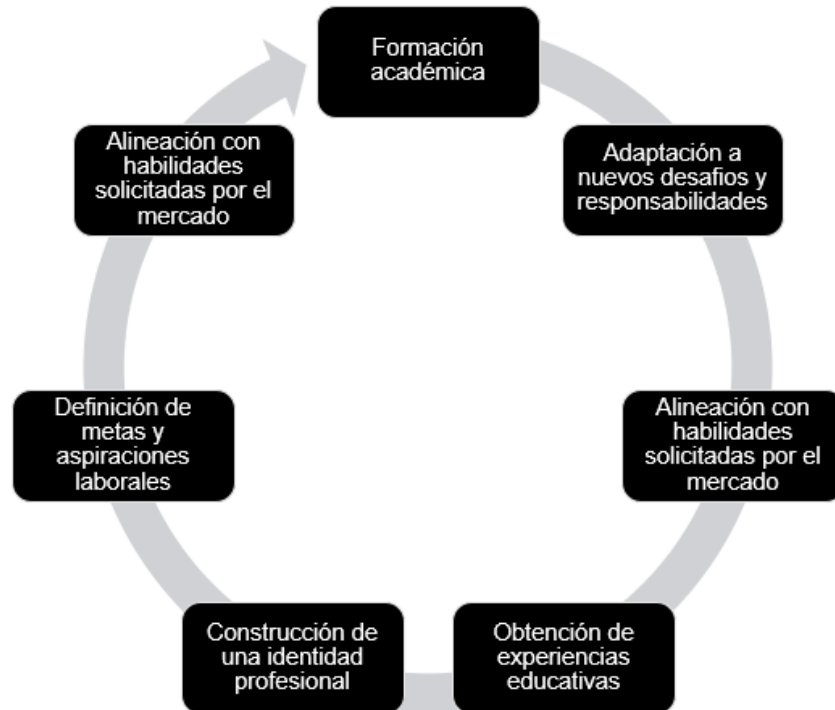 Formación
académica
Adaptación a
nuevos desafios y
responsabilidades
Alineación con
habilidades
solicitadas por el
mercado
Obtención de
experiencias
educativas
Construcción de
una identidad
profesional
Definición de
metas y
aspiraciones
laborales
Alineación con
habilidades
solicitadas por el
mercado